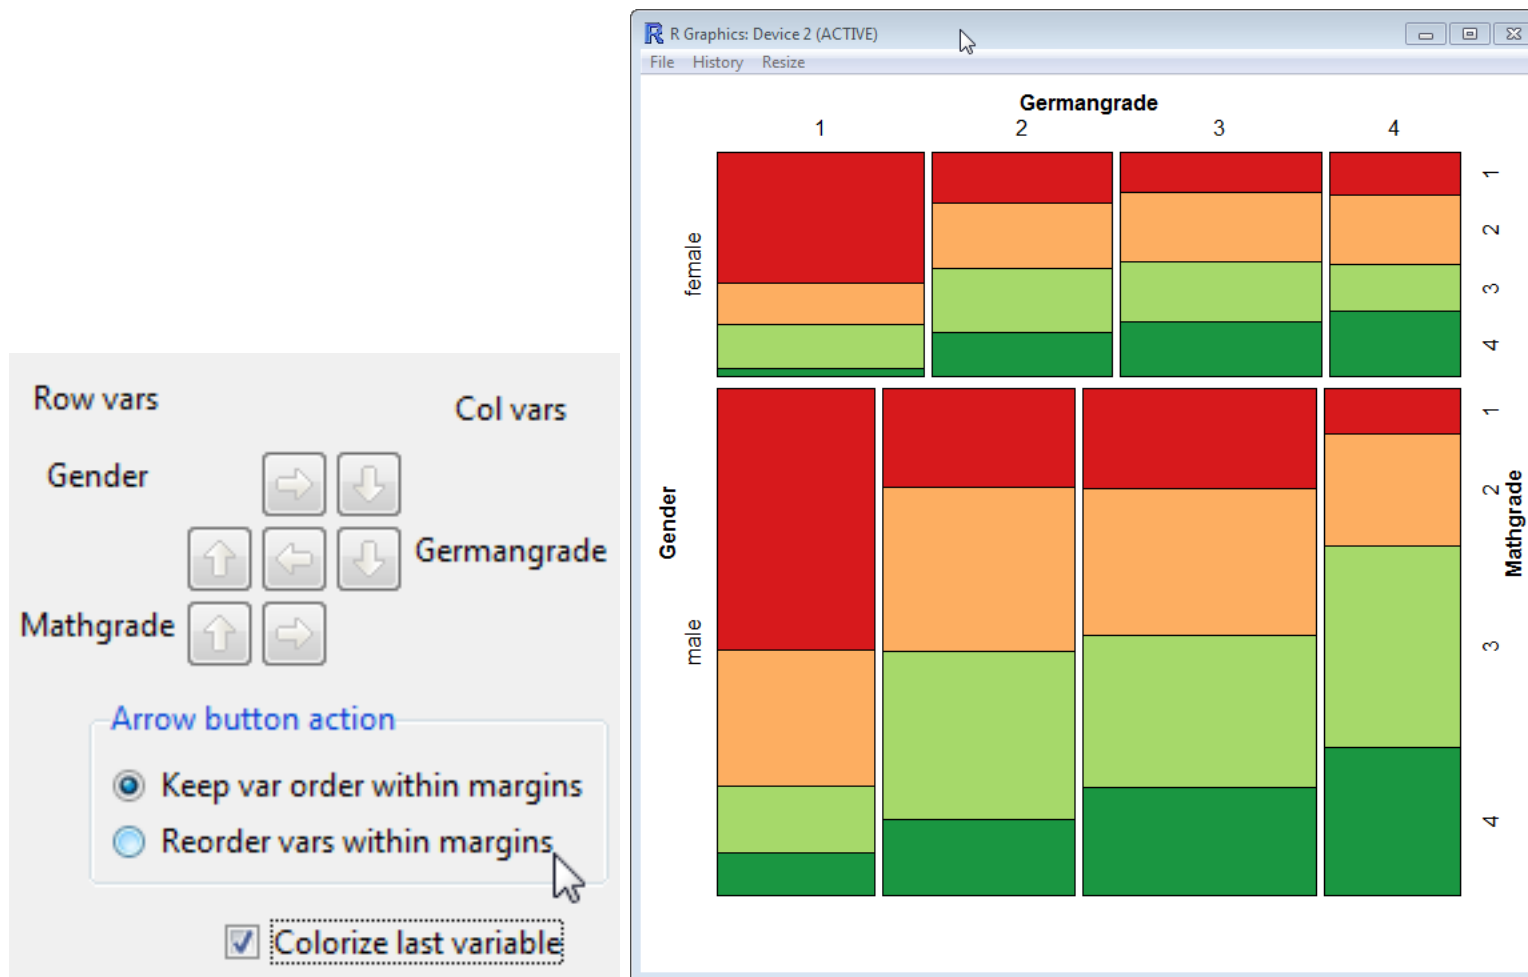 Row vars
Col vars
Gender
Germangrade
Mathgrade
Arrow button action
Keep var order within margins
Reorder vars within margins
Colorize last variable
R Graphics: Device 2 (ACTIVE)
File History Resize
Germangrade
1 2 3 4
female
male
Gender
1
2
3
4
1
2
3
4
Mathgrade